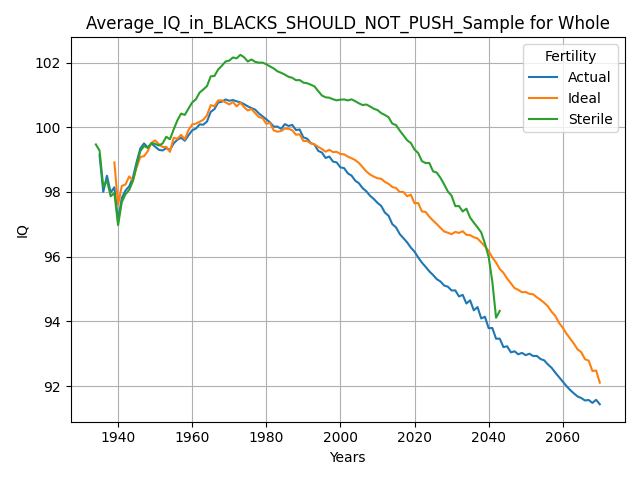 Average_IQ_in_BLACKS_SHOULD_NOT_PUSH_Sample for Whole
Fertility
Actual
Ideal
Sterile
IQ
102
100
98
96
94
92
1940
1960
1980
2000
2020
2040
2060
Years